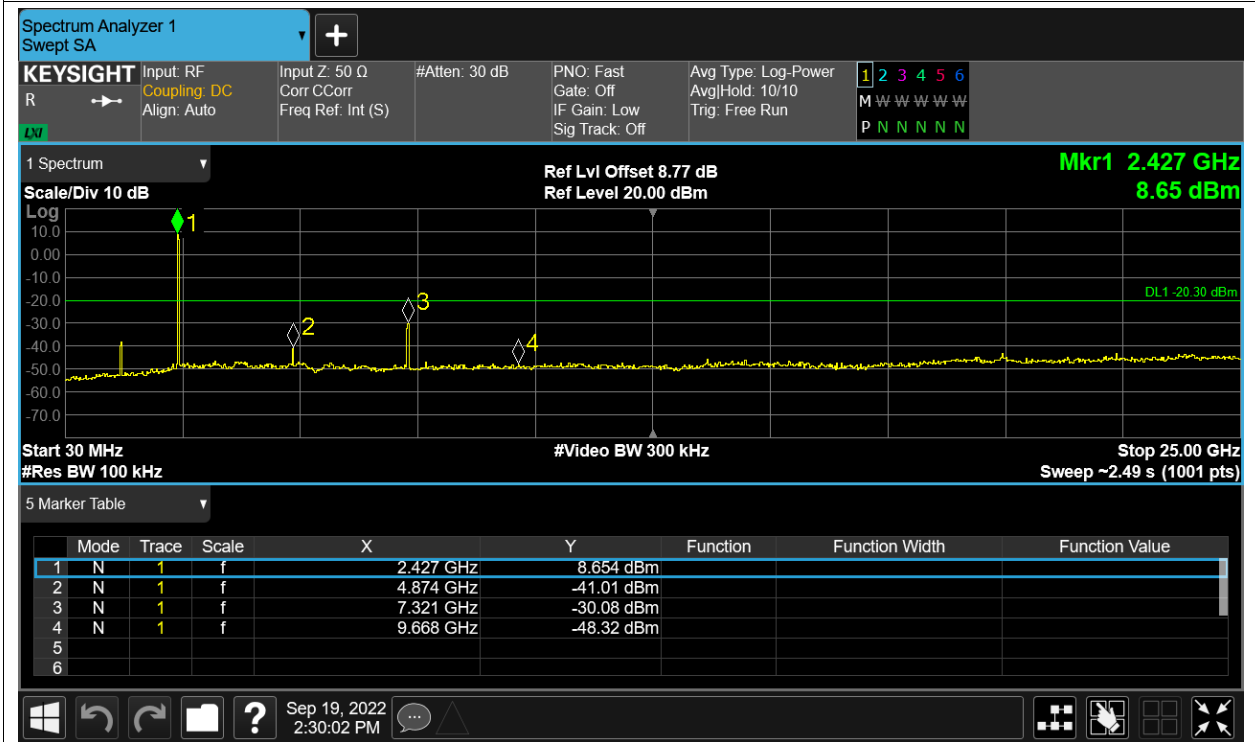 Spectrum Analyzer 1
Swept SA
KEYSIGHT
R
LXI
Input: RF
Coupling: DC
Align: Auto
Input Z: 50 Ω
Corr CCorr
Freq Ref: Int (S)
#Atten: 30 dB
PNO: Fast
Gate: Off
IF Gain: Low
Sig Track: Off
Avg Type: Log-Power
Avg|Hold: 10/10
Trig: Free Run
1 2 3 4 5 6
M W W W W W
P N N N N N
1 Spectrum
Scale/Div 10 dB
Ref Lvl Offset 8.77 dB
Ref Level 20.00 dBm
Mkr1 2.427 GHz
8.65 dBm
Log
10.0
0.00
-10.0
-20.0
-30.0
-40.0
-50.0
-60.0
-70.0
1
2
3
4
DL1 -20.30 dBm
Start 30 MHz
#Res BW 100 kHz
#Video BW 300 kHz
Stop 25.00 GHz
Sweep ~2.49 s (1001 pts)
5 Marker Table
Mode Trace Scale X Y Function Function Width Function Value
1 N 1 f 2.427 GHz 8.654 dBm
2 N 1 f 4.874 GHz -41.01 dBm
3 N 1 f 7.321 GHz -30.08 dBm
4 N 1 f 9.668 GHz -48.32 dBm
5
6
?
Sep 19, 2022
2:30:02 PM